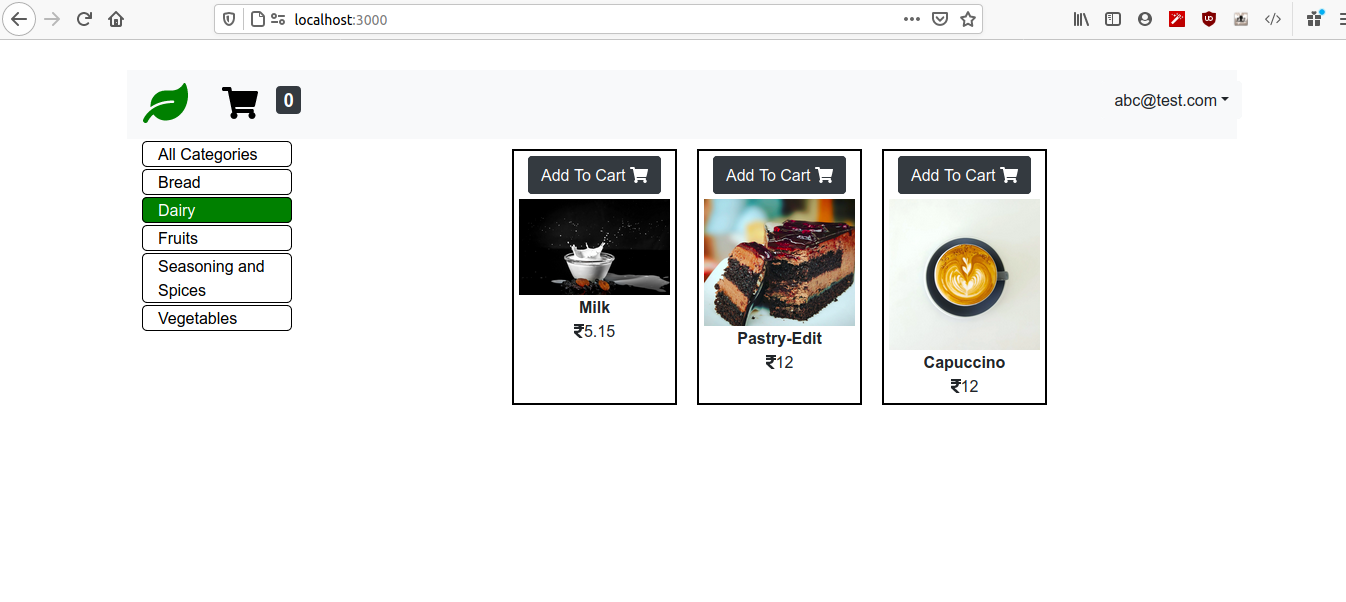 localhost:3000
0
abc@test.com
All Categories
Bread
Dairy
Fruits
Seasoning and
Spices
Vegetables
Add To Cart
Milk
₹5.15
Add To Cart
Pastry-Edit
₹12
Add To Cart
Capuccino
₹12